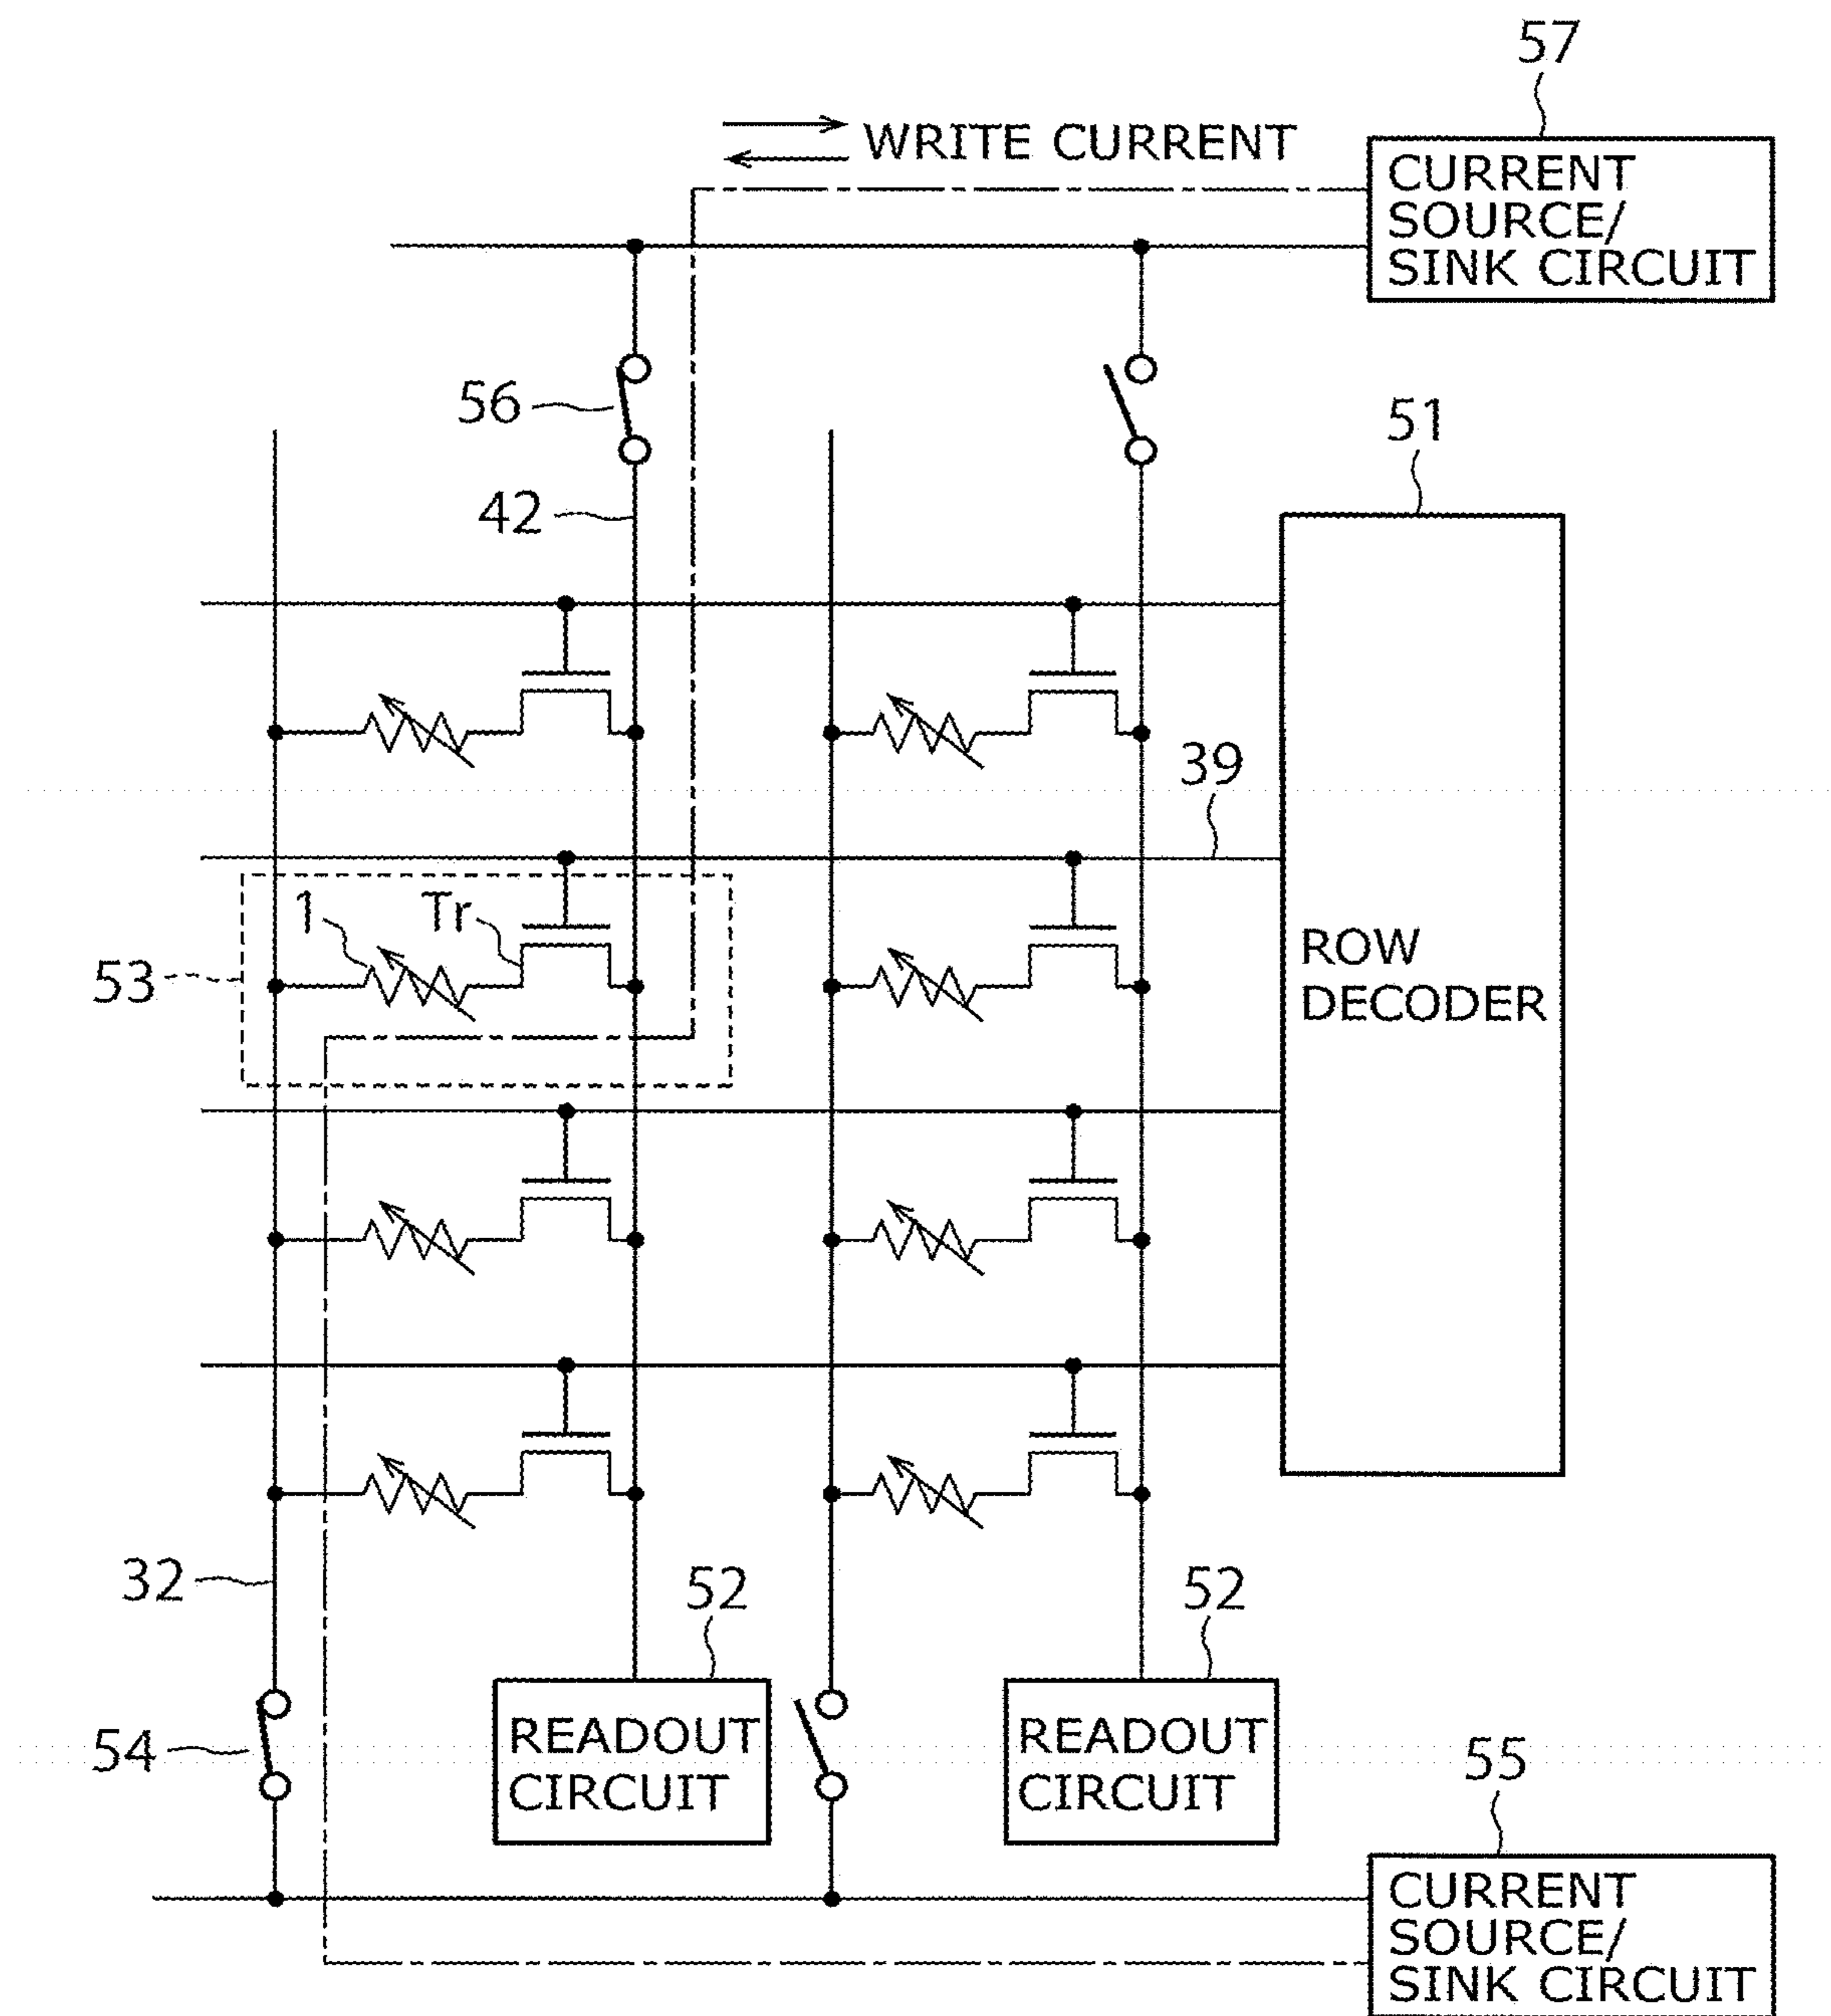 57
WRITE CURRENT
CURRENT
SOURCE/
SINK CIRCUIT
56
51
42
39
1
Tr
53
ROW
DECODER
32
52
52
54
READOUT
CIRCUIT
READOUT
CIRCUIT
55
CURRENT
SOURCE/
SINK CIRCUIT